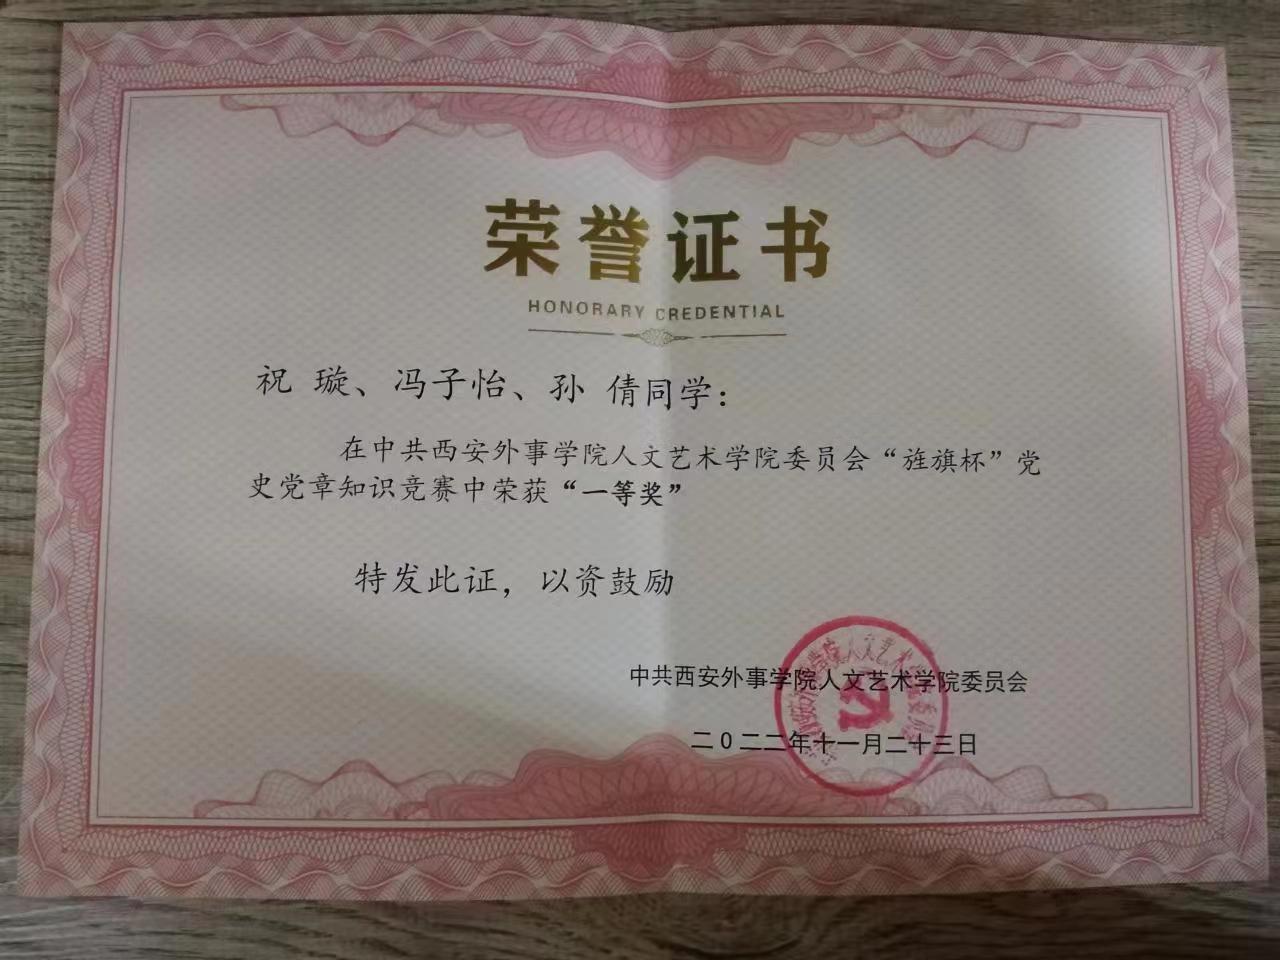 荣誉证书
HONORARY CREDENTIAL
祝 璇、冯子怡、孙 倩同学：
在中共西安外事学院人文艺术学院委员会“旌旗杯”党
史党章知识竞赛中荣获“一等奖”
特发此证，以资鼓励
中共西安外事学院人文艺术学院委员会
二0二二年十一月二十三日